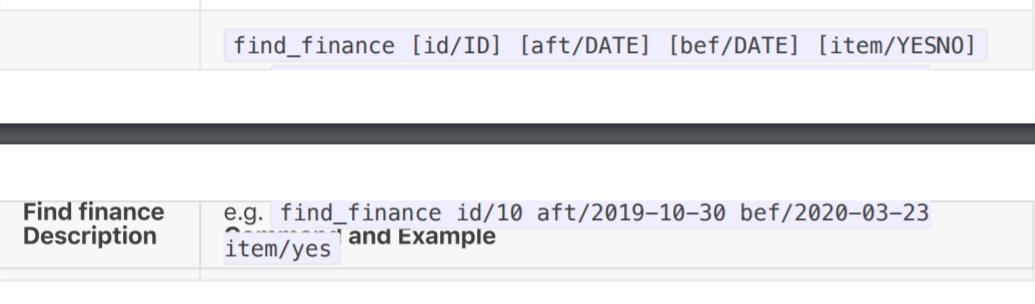 find_finance [id/ID] [aft/DATE] [bef/DATE] [item/YESNO]
Find finance e.g. find_finance id/10 aft/2019-10-30 bef/2020-03-23
Description and Example
item/yes